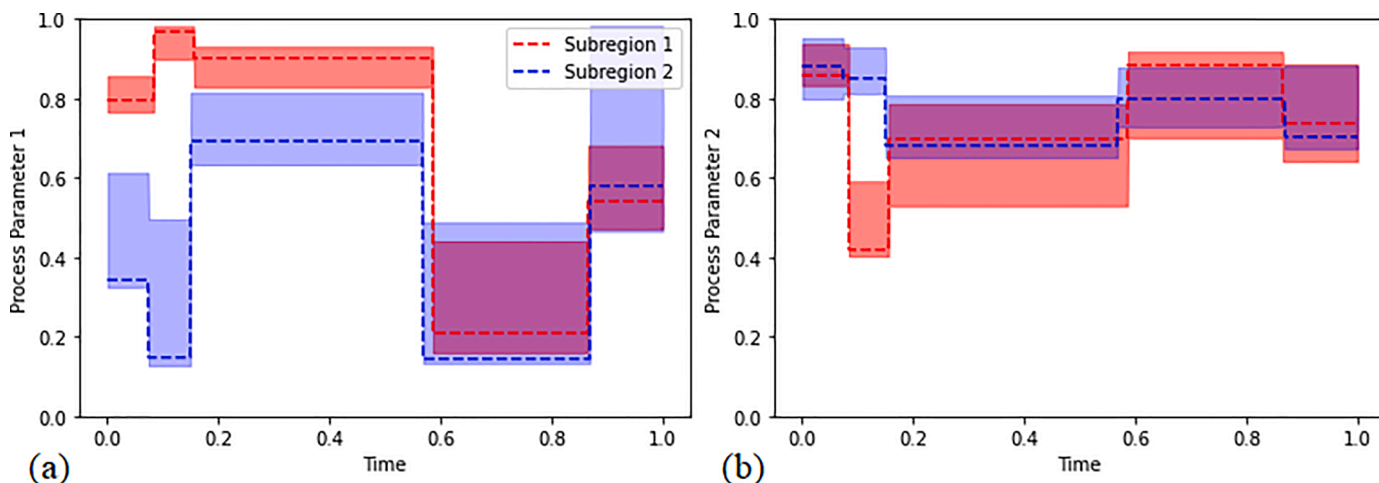 1.0
0.8
0.6
0.4
0.2
0.0
Process Parameter 1
Subregion 1
Subregion 2
0.0 0.2 0.4 0.6 0.8 1.0
Time
(a)
1.0
0.8
0.6
0.4
0.2
0.0
Process Parameter 2
0.0 0.2 0.4 0.6 0.8 1.0
Time
(b)